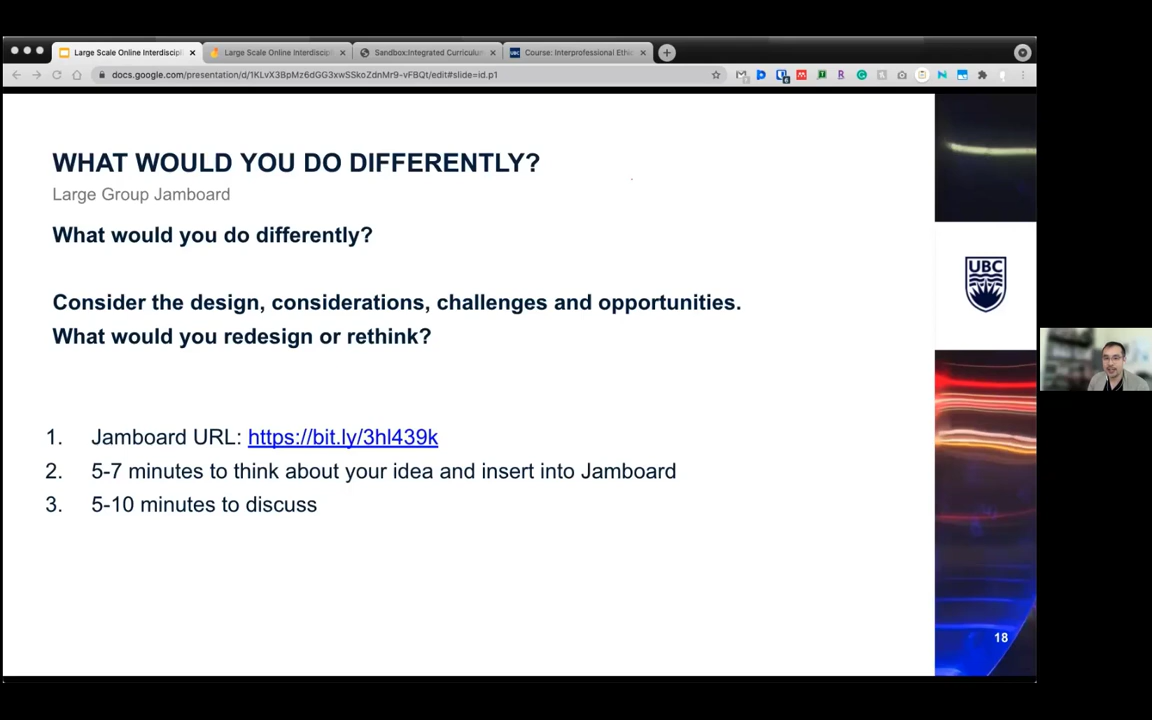 Large Scale Online Interdiscipl
Large Scale Online Interdiscip
Sandbox:Integrated Curriculum
Course: Interprofessional Ethic
docs.google.com/presentation/d/1KLvX3BpMz6dGG3xwSSkoZdnMr9-vFBQt/edit#slide=id.p1
WHAT WOULD YOU DO DIFFERENTLY?
Large Group Jamboard
What would you do differently?
Consider the design, considerations, challenges and opportunities.
What would you redesign or rethink?
1. Jamboard URL: https://bit.ly/3hl439k
2. 5-7 minutes to think about your idea and insert into Jamboard
3. 5-10 minutes to discuss
UBC
18